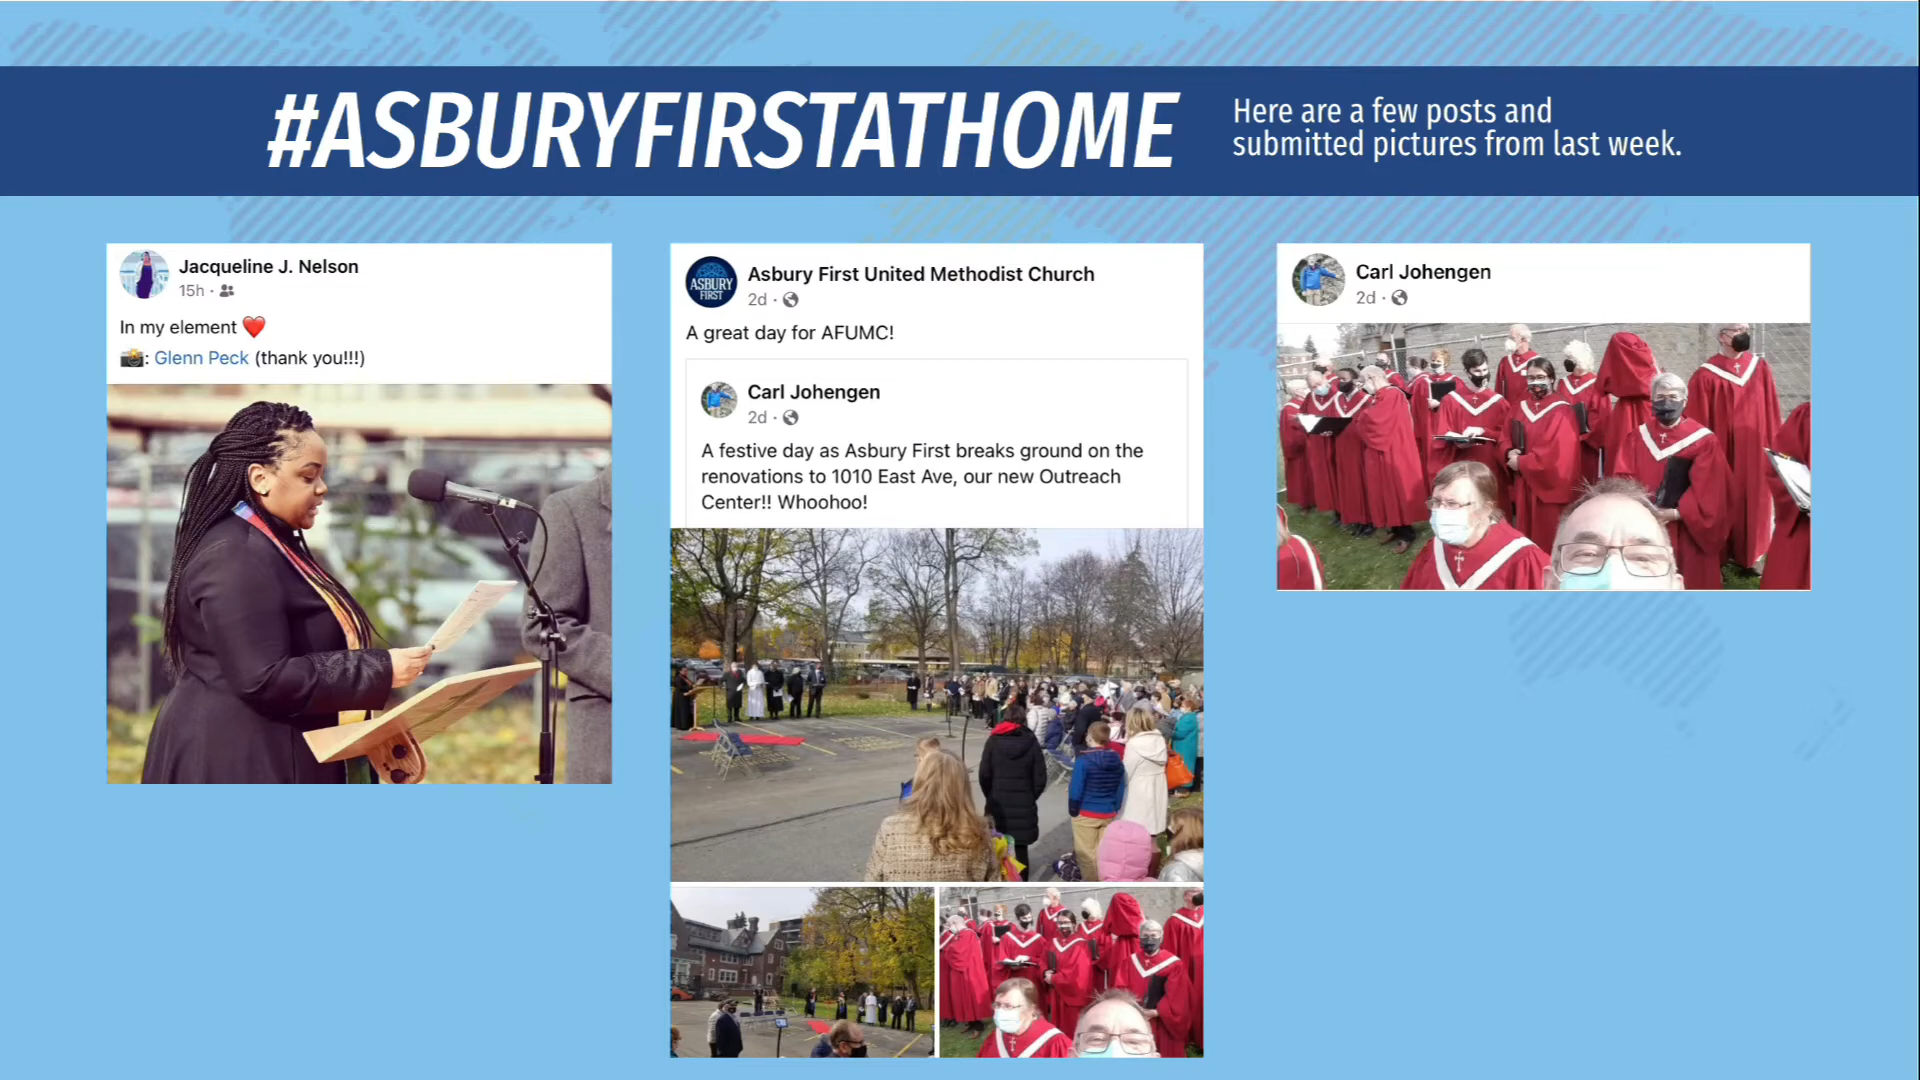 #ASBURYFIRSTATHOME
Here are a few posts and
submitted pictures from last week.
Jacqueline J. Nelson
15h ·
In my element ❤️
📸: Glenn Peck (thank you!!!)
ASBURY
FIRST
Asbury First United Methodist Church
2d ·
A great day for AFUMC!
Carl Johengen
2d ·
A festive day as Asbury First breaks ground on the
renovations to 1010 East Ave, our new Outreach
Center!! Whoohoo!
Carl Johengen
2d ·